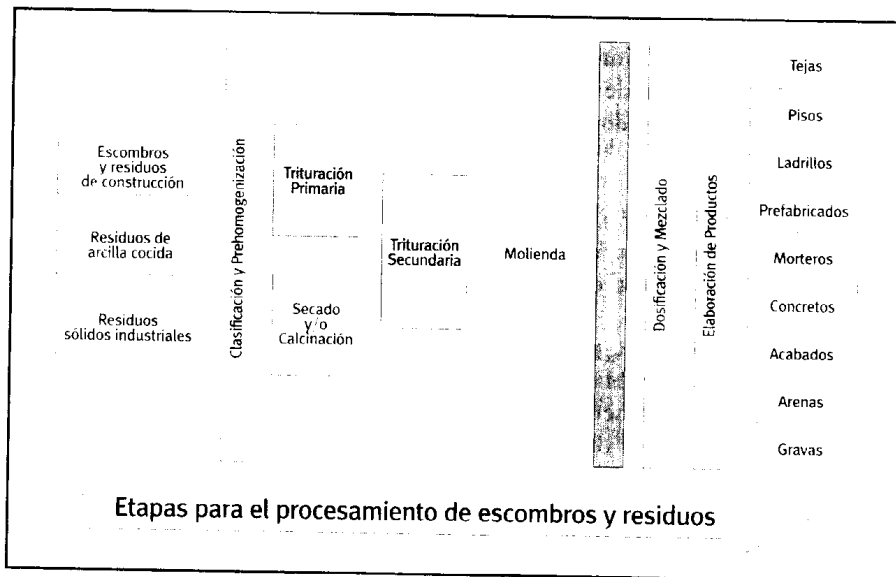 Escombros
y residuos
de construcción
Residuos de
arcilla cocida
Residuos
sólidos industriales
Clasificación y Prehomogenización
Trituración
Primaria
Secado
y/o
Calcinación
Trituración
Secundaria
Molienda
Dosificación y Mezclado
Elaboración de Productos
Tejas
Pisos
Ladrillos
Prefabricados
Morteros
Concretos
Acabados
Arenas
Gravas
Etapas para el procesamiento de escombros y residuos